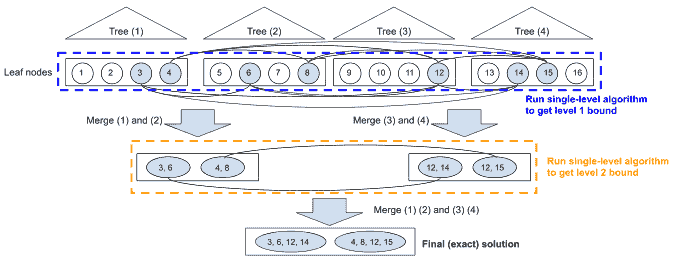 Tree (1) Tree (2) Tree (3) Tree (4)
Leaf nodes
1 2 3 4 5 6 7 8 9 10 11 12 13 14 15 16
Run single-level algorithm
to get level 1 bound
Merge (1) and (2)
Merge (3) and (4)
3, 6 4, 8 12, 14 12, 15
Run single-level algorithm
to get level 2 bound
Merge (1) (2) and (3) (4)
3, 6, 12, 14 4, 8, 12, 15
Final (exact) solution